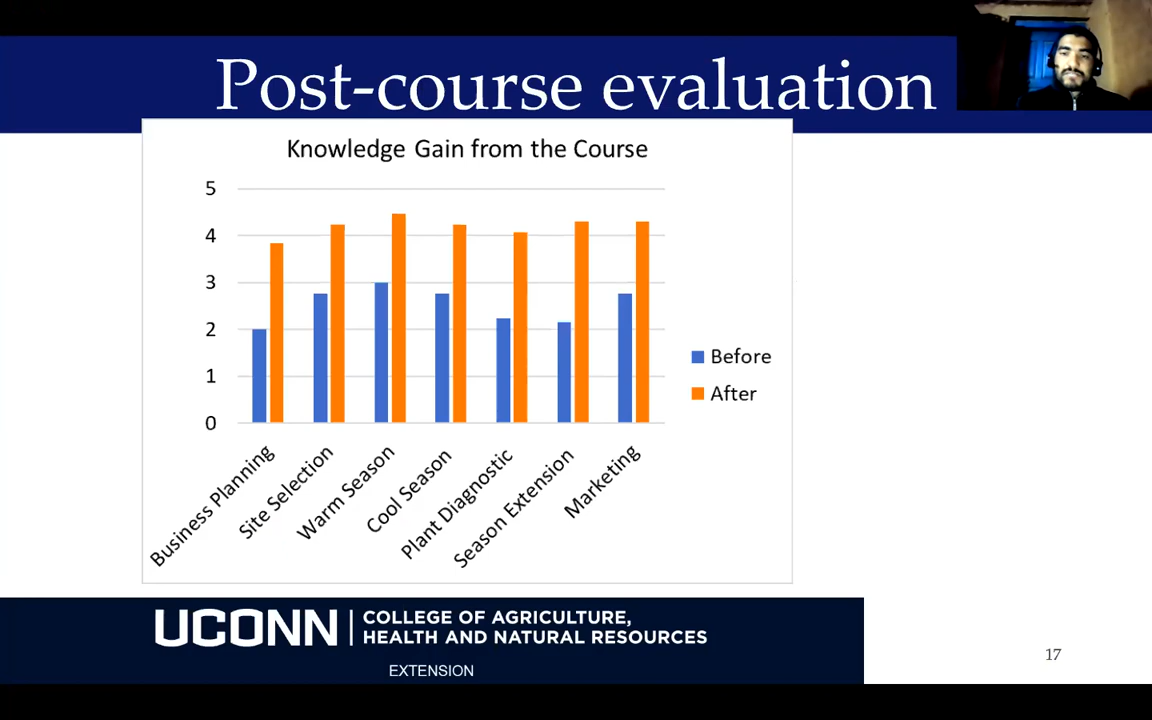 Post-course evaluation
Knowledge Gain from the Course
5
4
3
2
1
0
Before
After
Business Planning
Site Selection
Warm Season
Cool Season
Plant Diagnostic
Season Extension
Marketing
UCONN
COLLEGE OF AGRICULTURE,
HEALTH AND NATURAL RESOURCES
EXTENSION
17